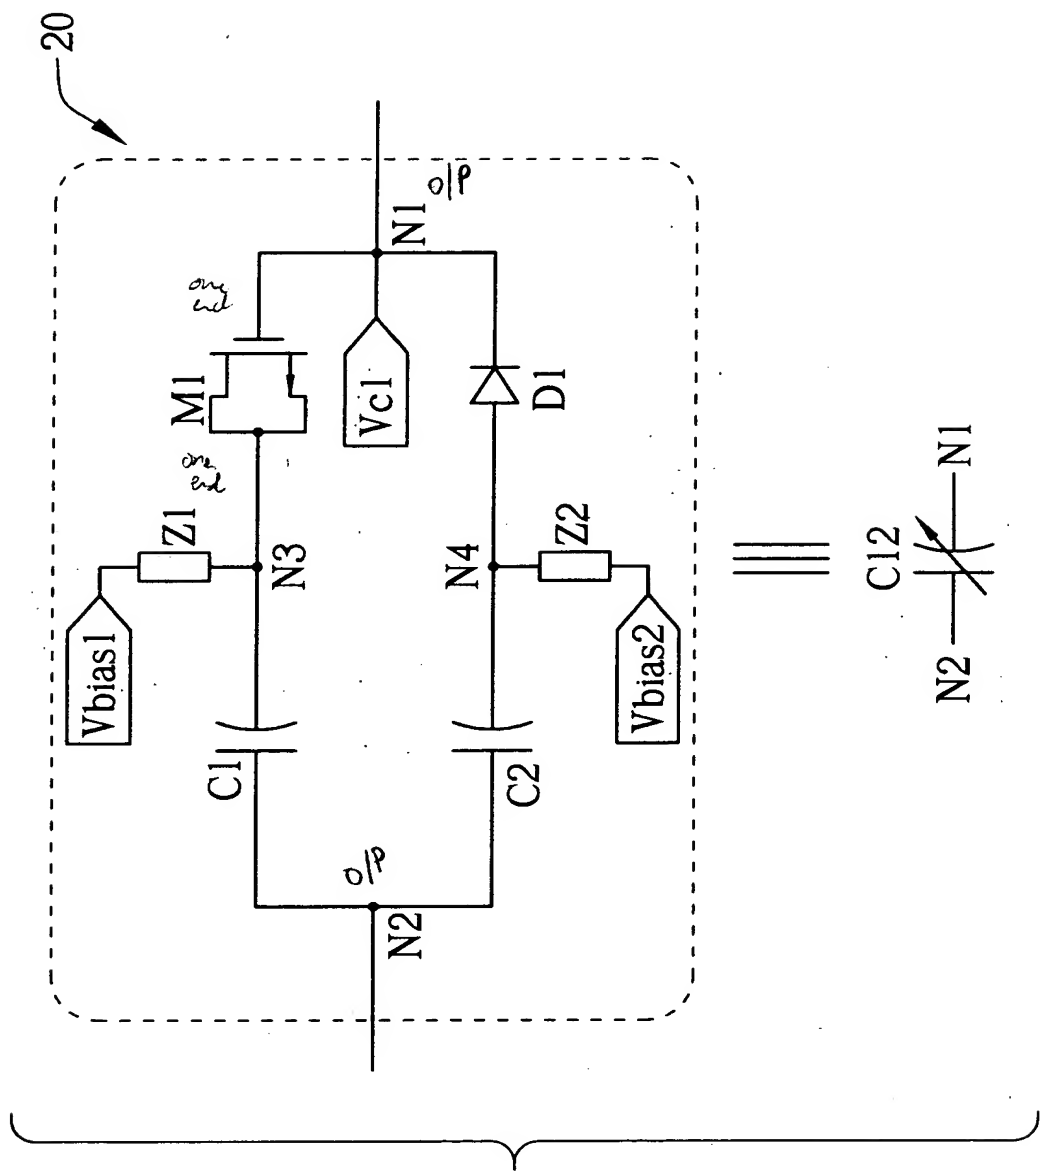 20
Vbias1
Z1
M1
one
end
one
end
N3
C1
Vc1
N1
O/P
O/P
N2
C2
N4
D1
Z2
Vbias2
C12
N2
N1